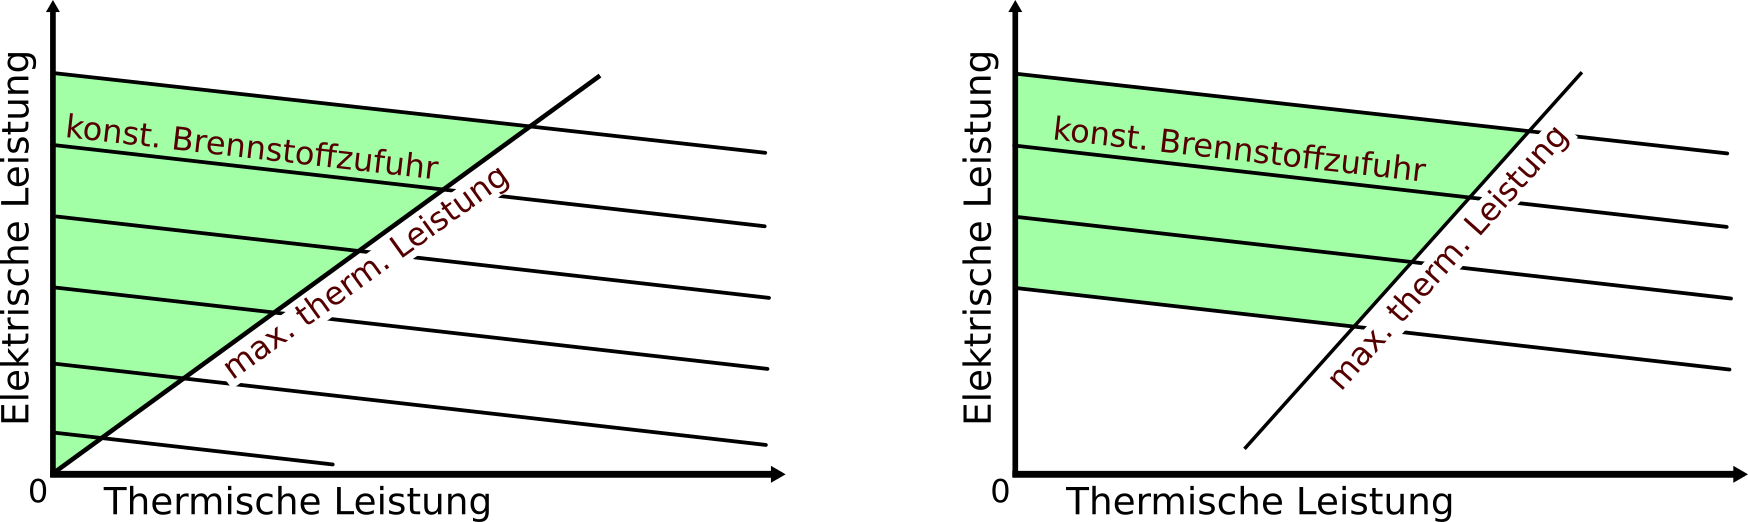 Elektrische Leistung
konst. Brennstoffzufuhr
max. therm. Leistung
0
Thermische Leistung
Elektrische Leistung
konst. Brennstoffzufuhr
max. therm. Leistung
0
Thermische Leistung